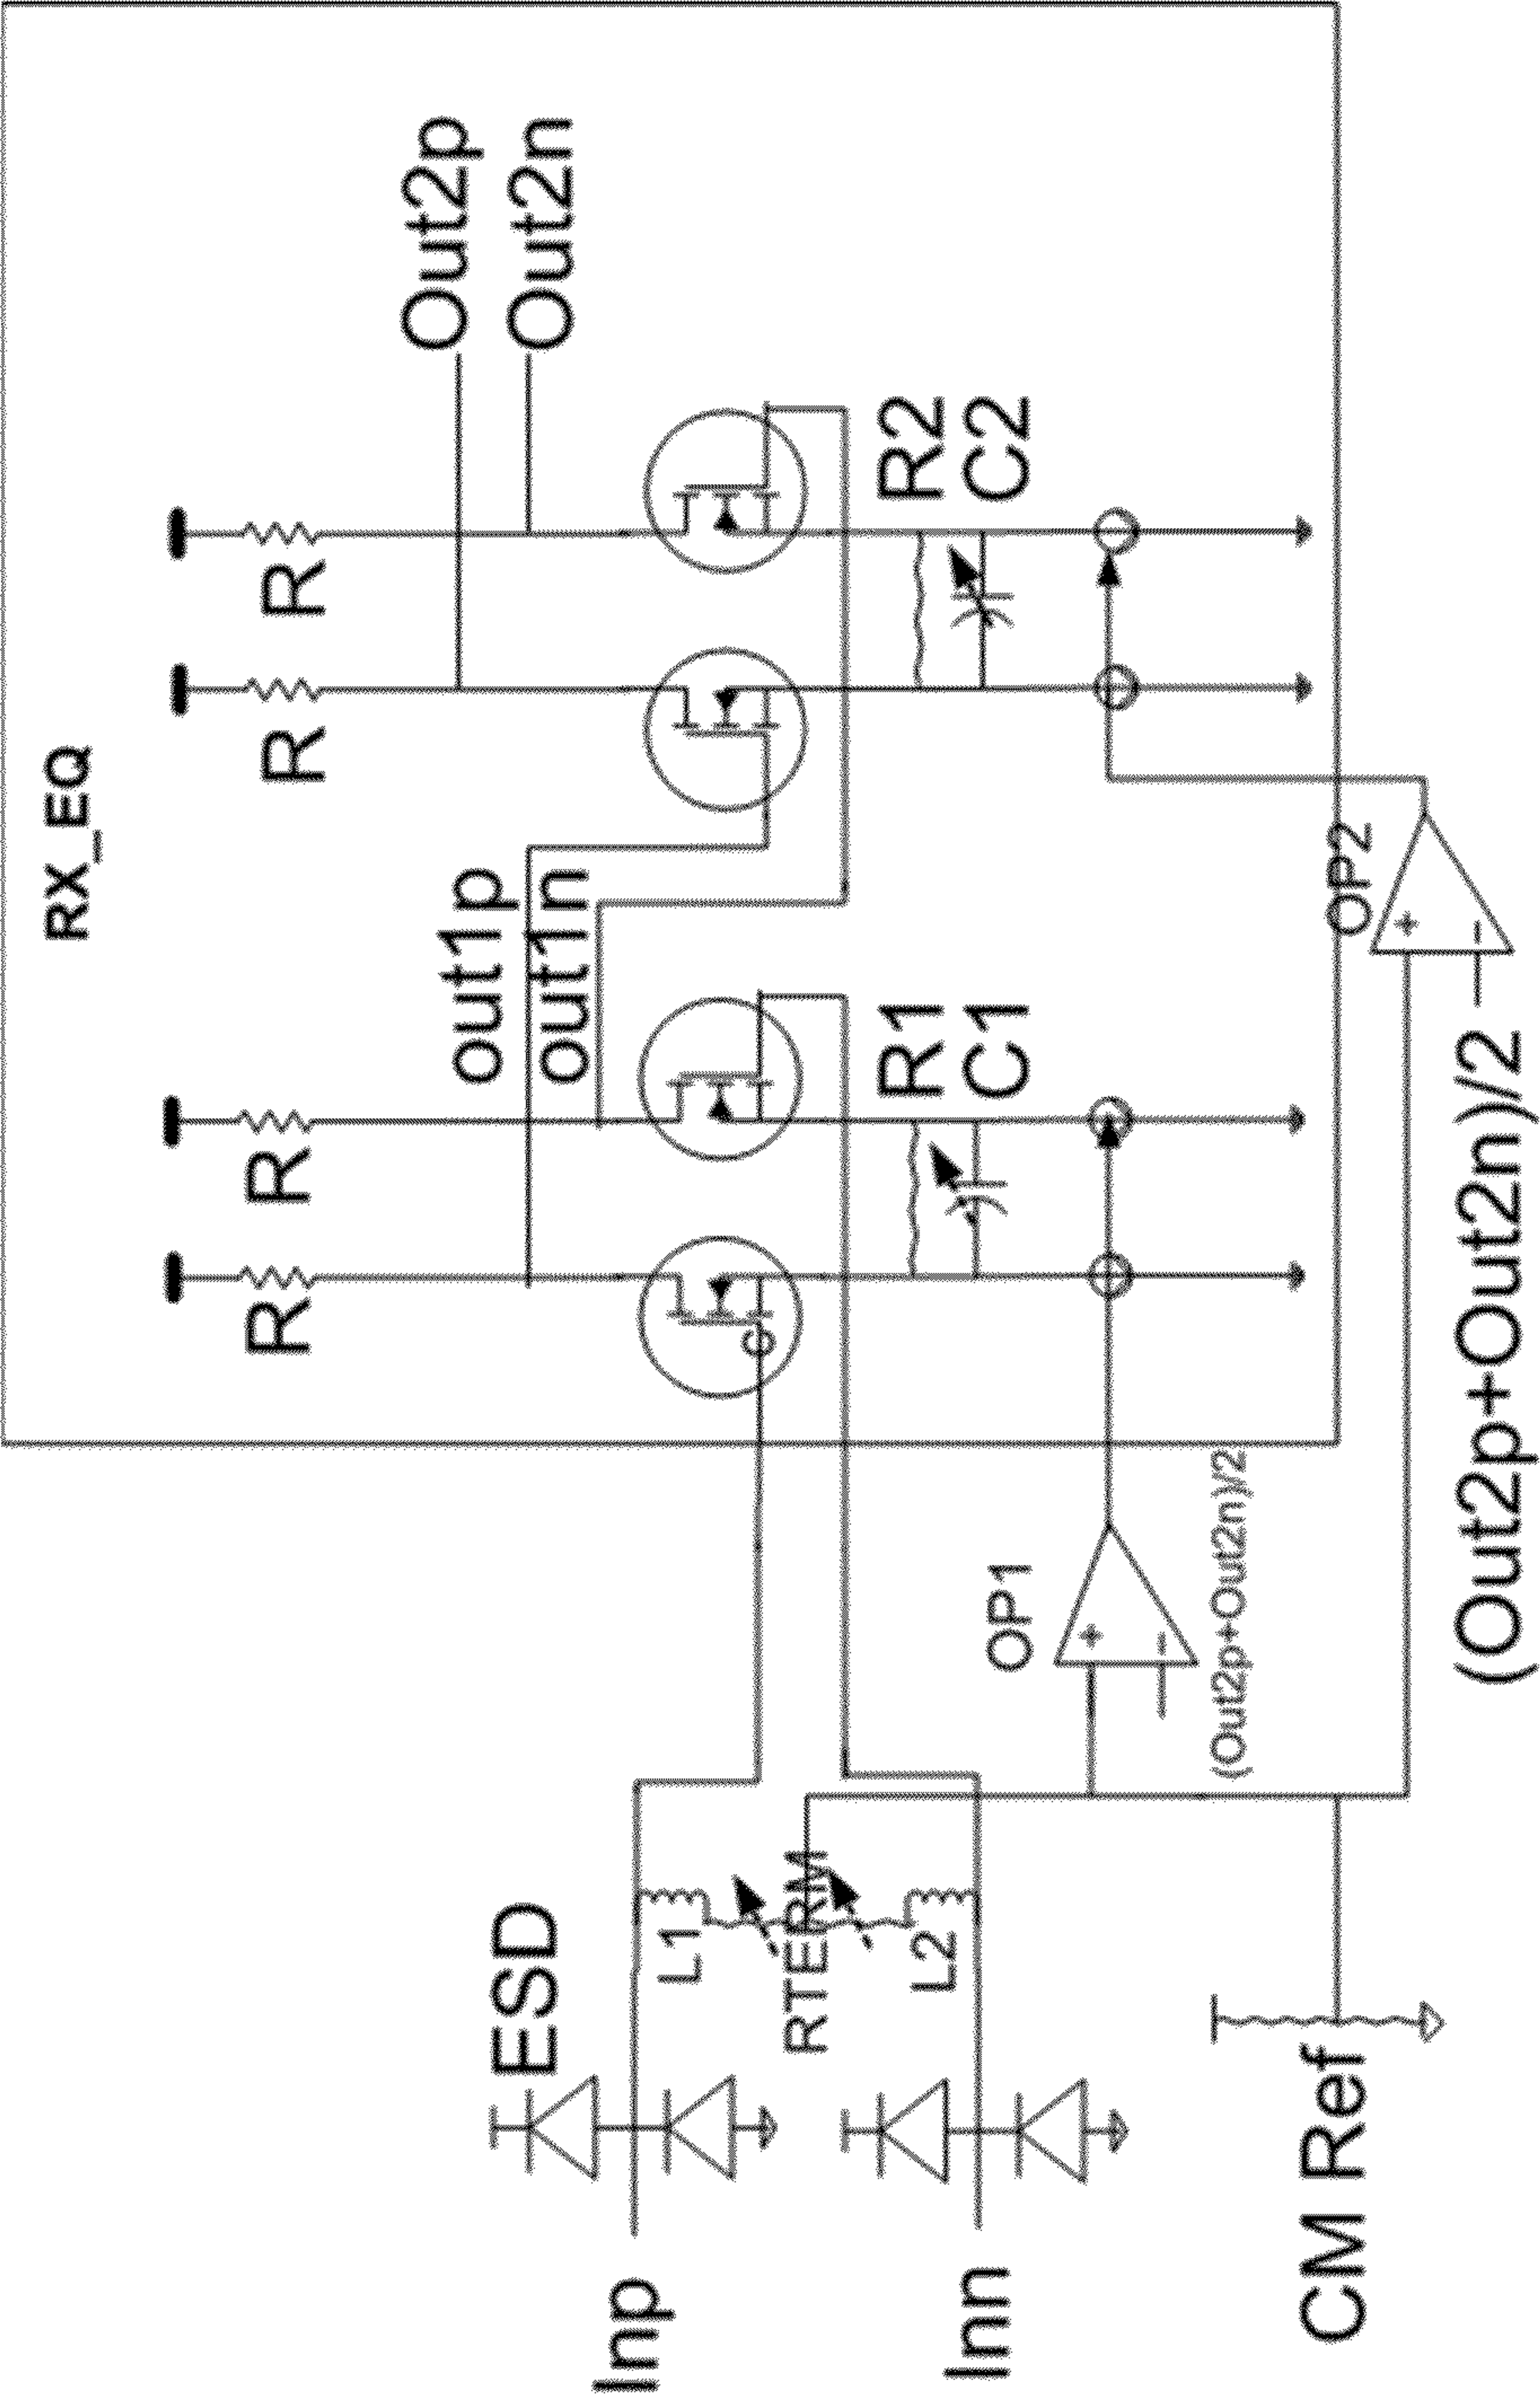 RX_EQ
R
R
R
R
out1p
out1n
Out2p
Out2n
G
R1
C1
R2
C2
ESD
L1
RTERM
L2
Inp
Inn
OP1
+
-
(Out2p+Out2n)/2
OP2
+
-
(Out2p+Out2n)/2
CM Ref